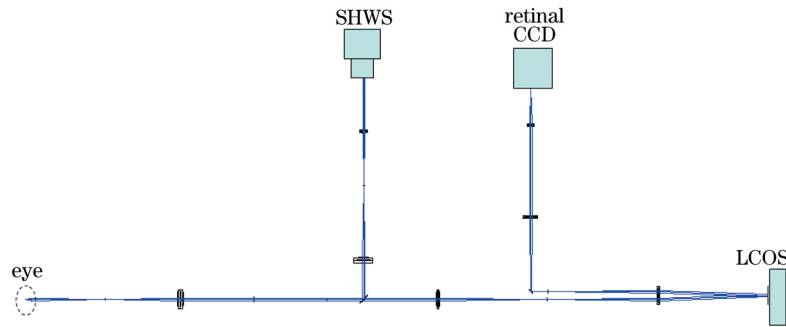 SHWS
retinal
CCD
eye
LCOS